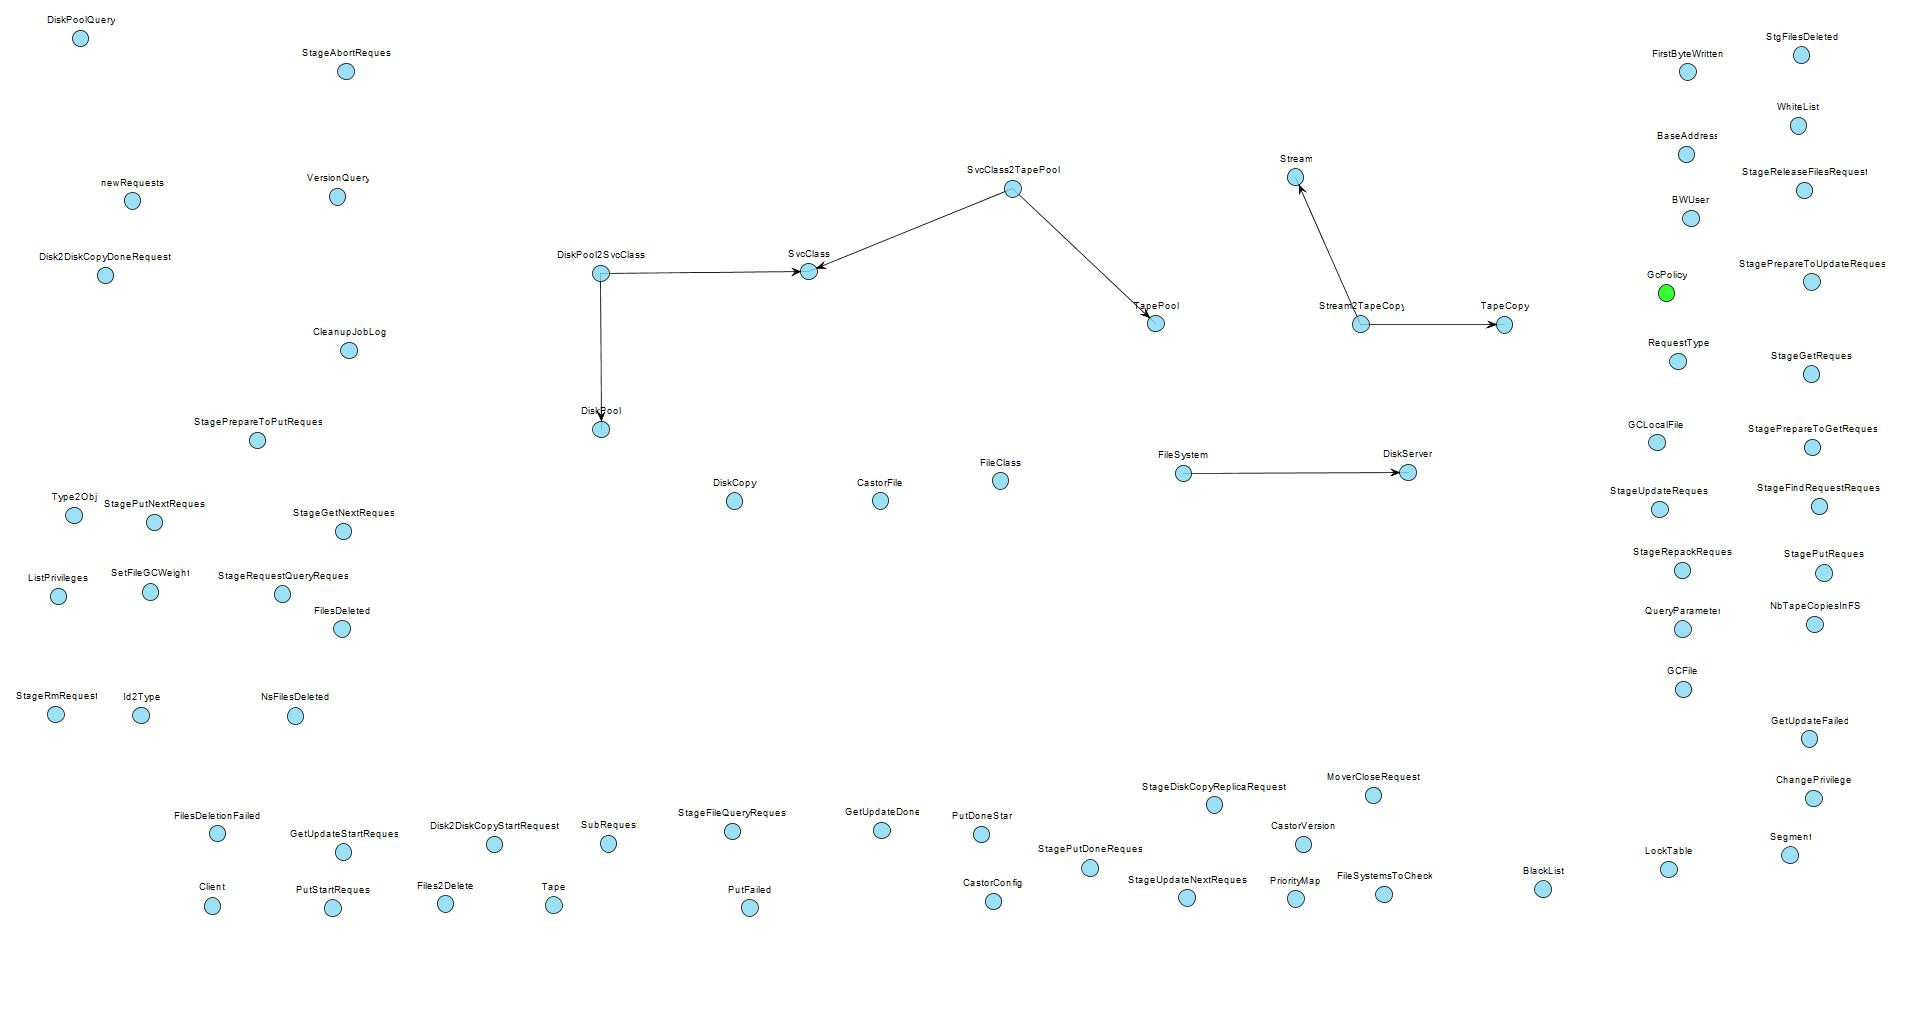 DiskPoolQuery
StgFilesDeleted
StageAbortReques
FirstByteWritten
WhiteList
BaseAddress
Stream
SvcClass2TapePool
StageReleaseFilesRequest
VersionQuery
newRequests
BWUser
DiskPool2SvcClass
SvcClass
Disk2DiskCopyDoneRequest
StagePrepareToUpdateReques
GcPolicy
TapePool
Stream2TapeCopy
TapeCopy
CleanupJobLog
RequestType
StageGetReques
DiskPool
StagePrepareToPutReques
GCLocalFile
StagePrepareToGetReques
FileSystem
DiskServer
FileClass
DiskCopy
CastorFile
StageUpdateReques
StageFindRequestReques
Type2Obj
StagePutNextReques
StageGetNextReques
StageRepackReques
StagePutReques
ListPrivileges
SetFileGCWeight
StageRequestQueryReques
FilesDeleted
QueryParameter
NbTapeCopiesInFS
GCFile
StageRmRequest
Id2Type
NsFilesDeleted
GetUpdateFailed
MoverCloseRequest
ChangePrivilege
StageDiskCopyReplicaRequest
FilesDeletionFailed
StageFileQueryReques
GetUpdateDone
PutDoneStar
Disk2DiskCopyStartRequest
SubReques
CastorVersion
GetUpdateStartReques
Segment
StagePutDoneReques
LockTable
BlackList
FileSystemsToCheck
StageUpdateNextReques
PriorityMap
CastorConfig
Client
PutStartReques
Files2Delete
Tape
PutFailed